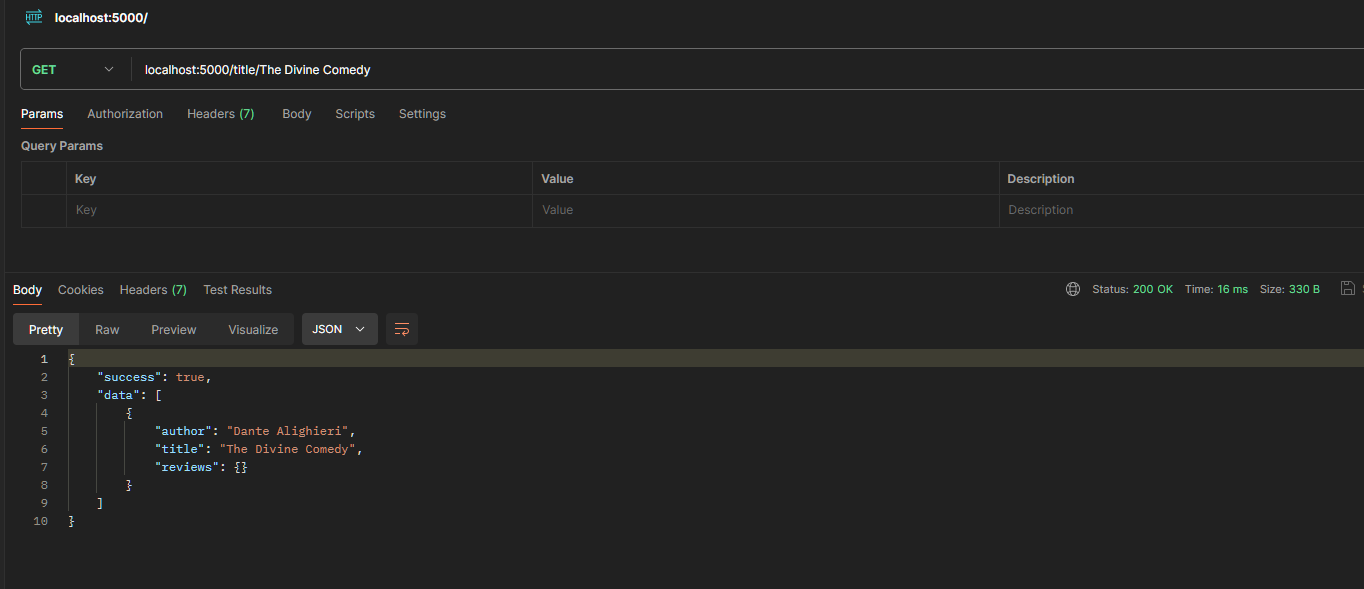 HTTP localhost:5000/
GET localhost:5000/title/The Divine Comedy
Params Authorization Headers (7) Body Scripts Settings
Query Params
Key Value Description
Key Value Description
Body Cookies Headers (7) Test Results Status: 200 OK Time: 16 ms Size: 330 B
Pretty Raw Preview Visualize JSON
1 {
2 "success": true,
3 "data": [
4 {
5 "author": "Dante Alighieri",
6 "title": "The Divine Comedy",
7 "reviews": {}
8 }
9 ]
10 }